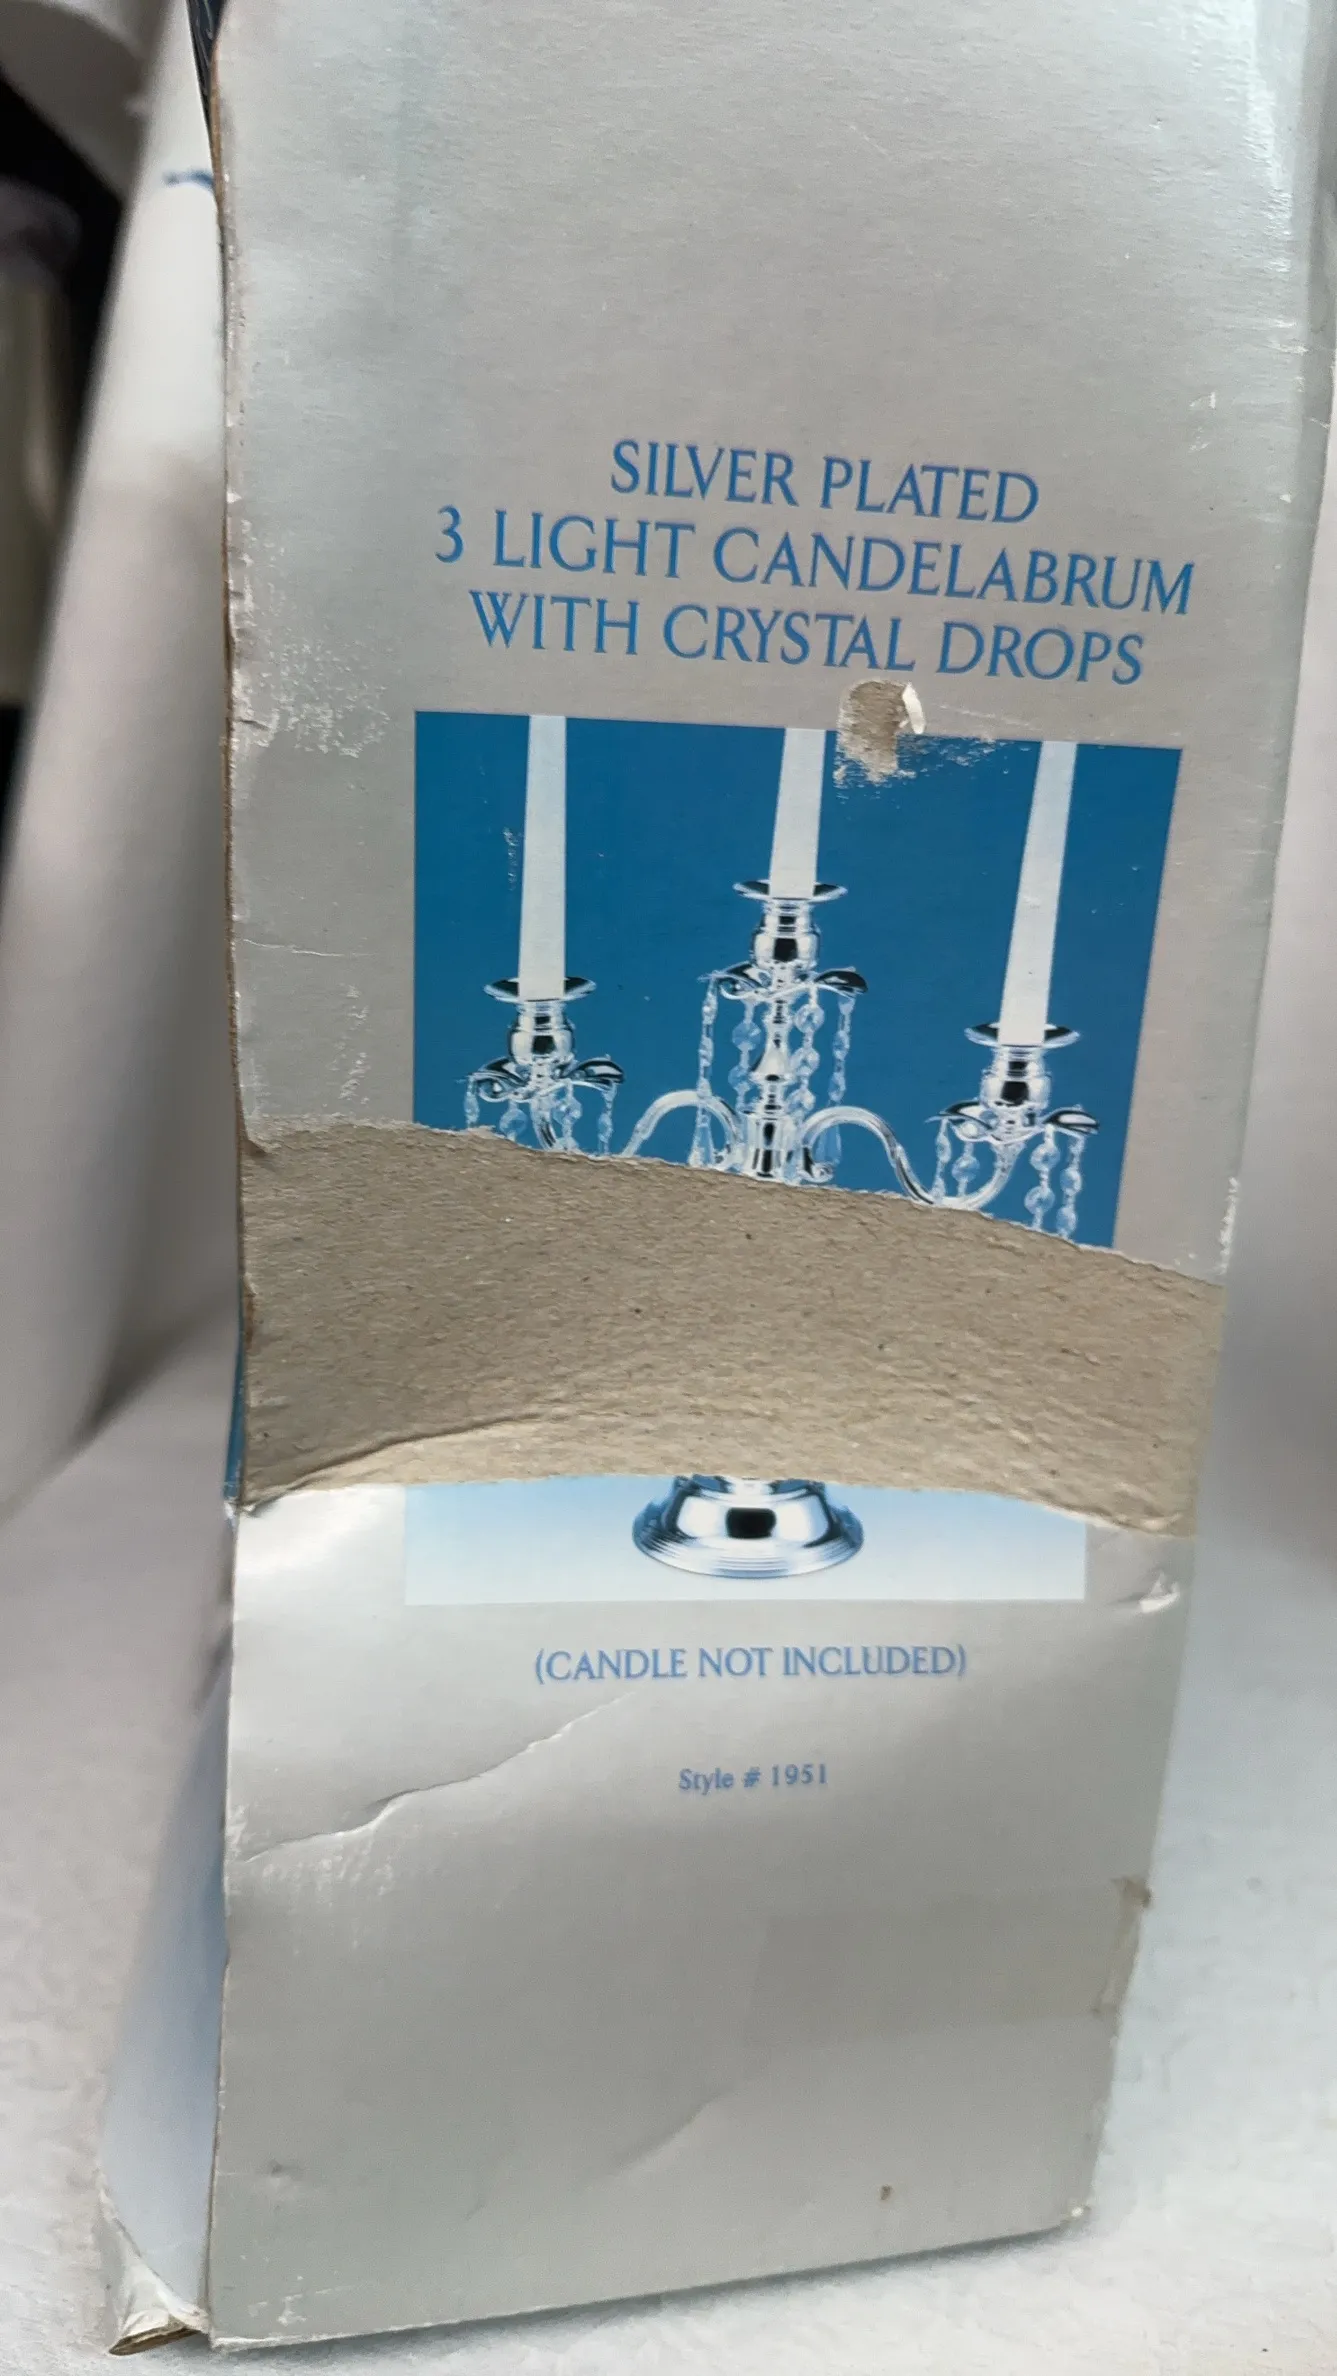 SILVER PLATED
3 LIGHT CANDELABRUM
WITH CRYSTAL DROPS
(CANDLE NOT INCLUDED)
Style # 1951